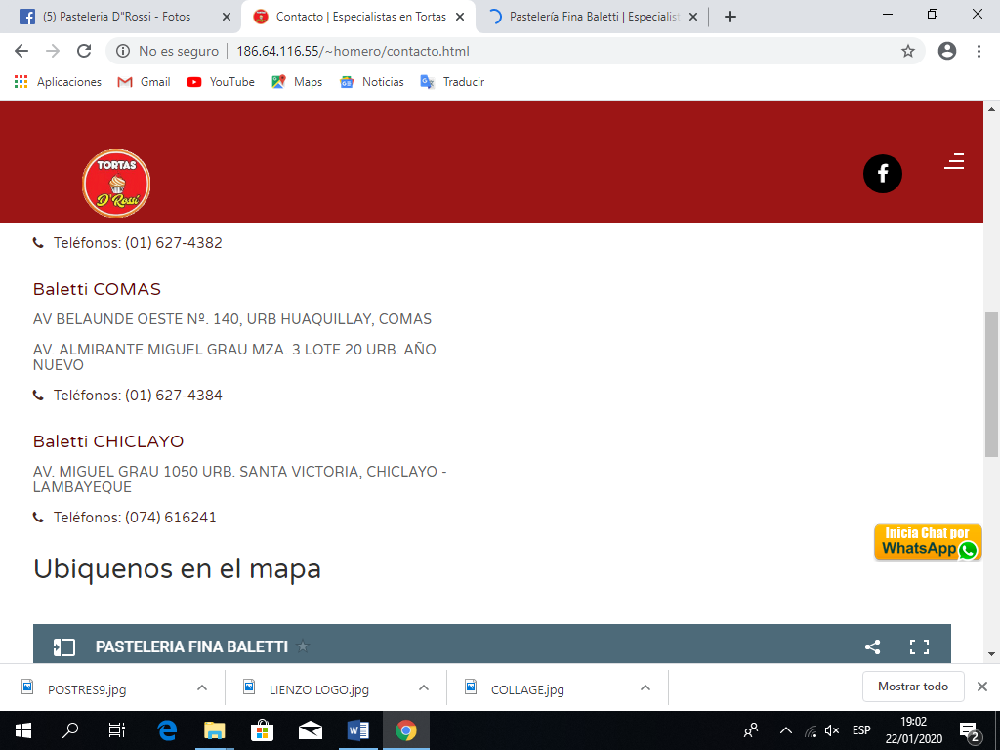 (5) Pasteleria D"Rossi - Fotos
Contacto | Especialistas en Tortas
Pastelería Fina Baletti | Especialist
No es seguro
186.64.116.55/~homero/contacto.html
Aplicaciones
Gmail
YouTube
Maps
Noticias
Traducir
TORTAS
D'Rossi
Teléfonos: (01) 627-4382
Baletti COMAS
AV BELAUNDE OESTE Nº. 140, URB HUAQUILLAY, COMAS
AV. ALMIRANTE MIGUEL GRAU MZA. 3 LOTE 20 URB. AÑO
NUEVO
Teléfonos: (01) 627-4384
Baletti CHICLAYO
AV. MIGUEL GRAU 1050 URB. SANTA VICTORIA, CHICLAYO -
LAMBAYEQUE
Teléfonos: (074) 616241
Inicia Chat por
WhatsApp
Ubiquenos en el mapa
PASTELERIA FINA BALETTI
POSTRES9.jpg
LIENZO LOGO.jpg
COLLAGE.jpg
Mostrar todo
ESP
19:02
22/01/2020
2